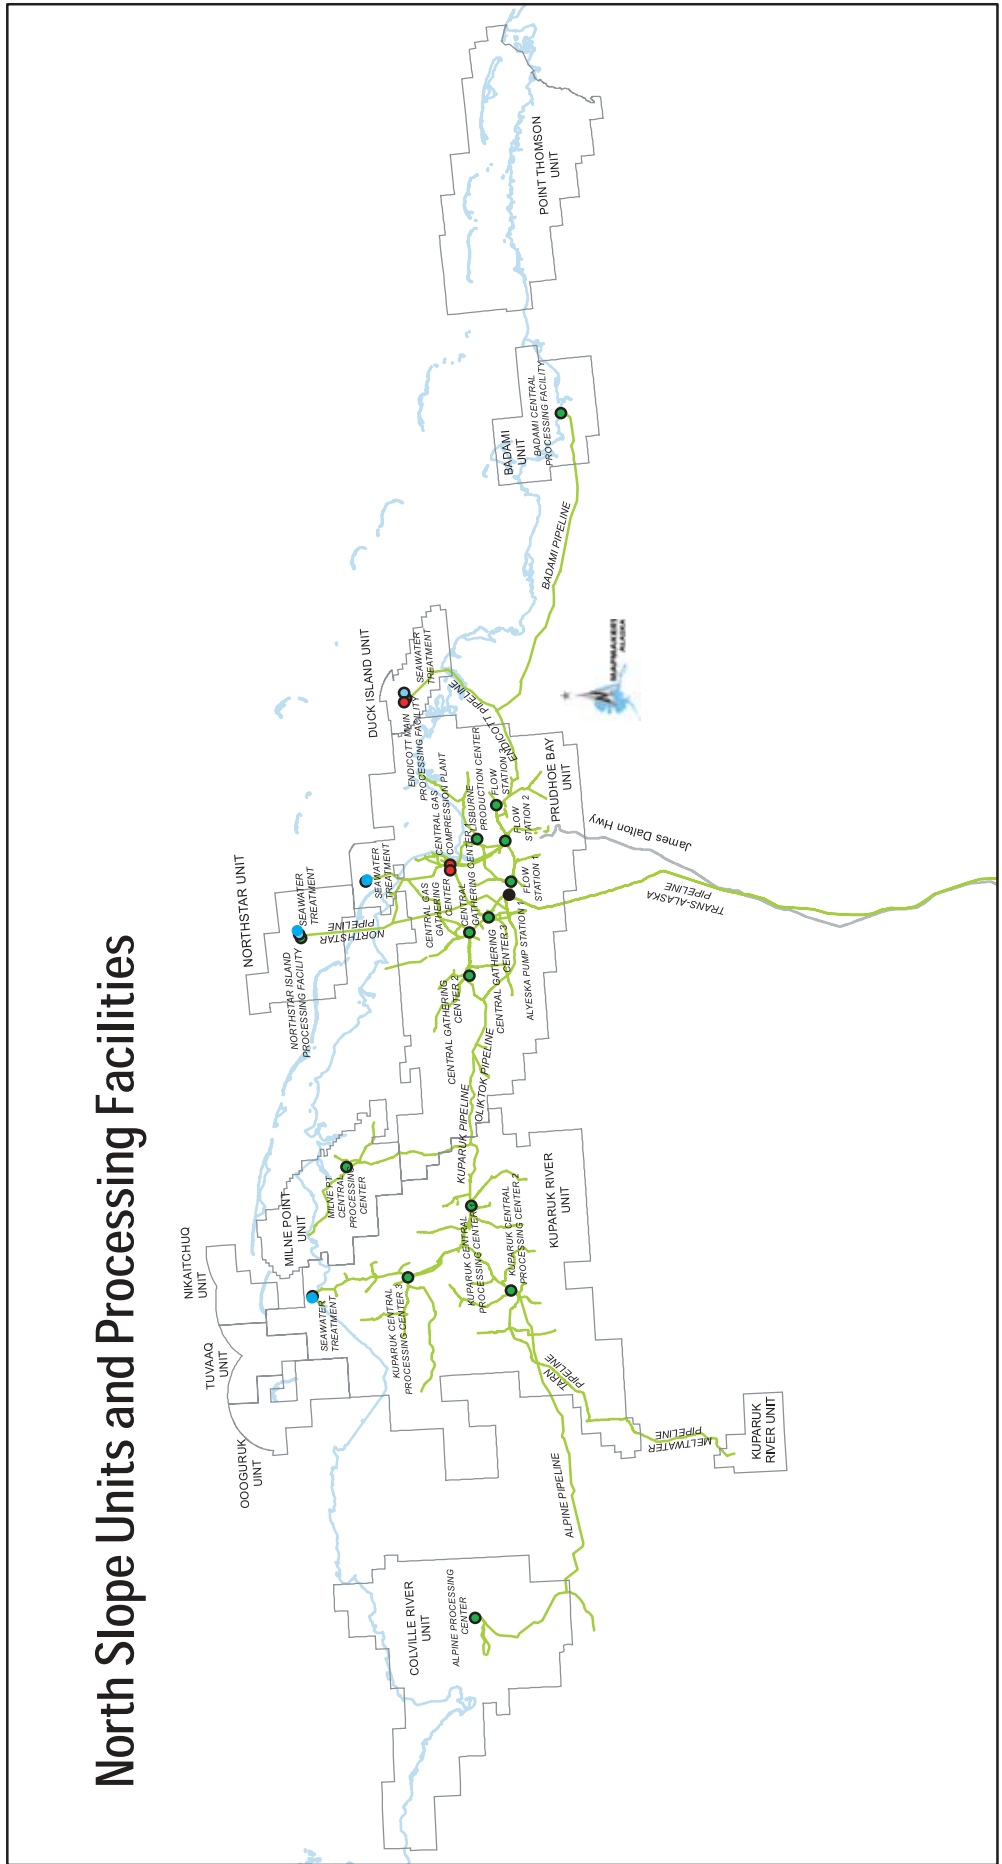 North Slope Units and Processing Facilities
OOOGURUK
UINT
TUVAAQ
UNIT
NIKAITCHUQ
UNIT
MILNE POINT
UNIT
NORTHSTAR UNIT
DUCK ISLAND UNIT
SEAWATER
TREATMENT
MILNE PT
CENTRAL
PROCESSING
CENTER
NORTHSTAR ISLAND
PROCESSING FACILITY
SEAWATER
TREATMENT
NORTHSTAR
PIPELINE
SEAWATER
TREATMENT
ENDICOTT MAIN
PROCESSING FACILITY
SEAWATER
TREATMENT
COLVILLE RIVER
UNIT
ALPINE PROCESSING
CENTER
KUPARUK CENTRAL
PROCESSING CENTER 3
KUPARUK CENTRAL
PROCESSING CENTER
KUPARUK CENTRAL
PROCESSING CENTER 2
KUPARUK PIPELINE
OLIKTOK PIPELINE
CENTRAL GATHERING
CENTER 2
CENTRAL GAS
GATHERING
CENTER
CENTRAL
GATHERING CENTER 1
CENTRAL GAS
COMPRESSION PLANT
LISBURNE
PRODUCTION CENTER
CENTRAL GATHERING
CENTER 3
ALYESKA PUMP STATION 1
FLOW
STATION 1
FLOW
STATION 2
FLOW
STATION 3
ENDICOTT PIPELINE
PRUDHOE BAY
UNIT
BADAMI PIPELINE
BADAMI
UNIT
BADAMI CENTRAL
PROCESSING FACILITY
POINT THOMSON
UNIT
KUPARUK RIVER
UNIT
ALPINE PIPELINE
TARN
PIPELINE
MELTWATER
PIPELINE
KUPARUK
RIVER UNIT
TRANS-ALASKA
PIPELINE
James Dalton Hwy
MAPMAKERS
ALASKA